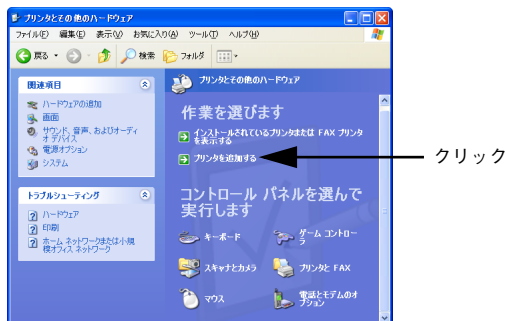 プリンタとその他のハードウェア
ファイル(F) 編集(E) 表示(V) お気に入り(A) ツール(T) ヘルプ(H)
戻る 検索 フォルダ
関連項目
ハードウェアの追加
画面
サウンド、音声、およびオーディ
オ デバイス
電源オプション
システム
トラブルシューティング
ハードウェア
印刷
ホーム ネットワークまたは小規
模オフィス ネットワーク
プリンタとその他のハードウェア
作業を選びます
インストールされているプリンタまたは FAX プリンタ
を表示する
プリンタを追加する
クリック
コントロール パネルを選んで
実行します
キーボード
ゲーム コントロー
ラ
スキャナとカメラ
プリンタと FAX
マウス
電話とモデムのオ
プション